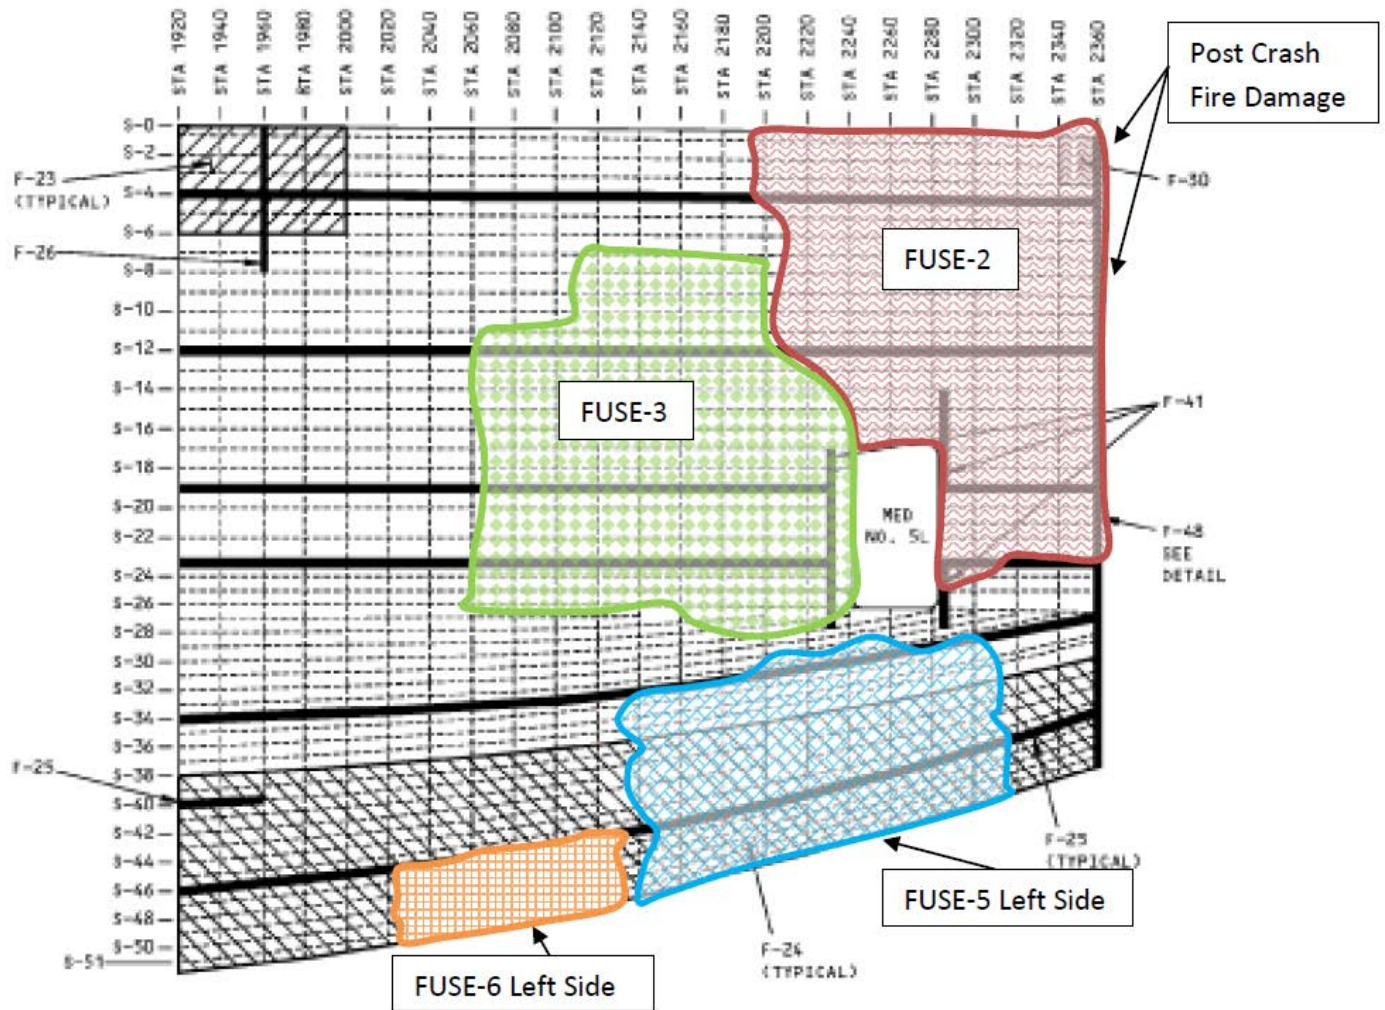 STA 1920
STA 1940
STA 1960
STA 1980
STA 2000
STA 2020
STA 2040
STA 2060
STA 2080
STA 2100
STA 2120
STA 2140
STA 2160
STA 2180
STA 2200
STA 2220
STA 2240
STA 2260
STA 2280
STA 2300
STA 2320
STA 2340
STA 2360
Post Crash
Fire Damage
S-0
S-2
S-4
S-6
S-8
S-10
S-12
S-14
S-16
S-18
S-20
S-22
S-24
S-26
S-28
S-30
S-32
S-34
S-36
S-38
S-40
S-42
S-44
S-46
S-48
S-50
S-51
F-23
(TYPICAL)
F-26
F-25
F-30
FUSE-2
FUSE-3
F-41
MED
NO. 5L
F-48
SEE
DETAIL
F-25
(TYPICAL)
FUSE-5 Left Side
F-24
(TYPICAL)
FUSE-6 Left Side